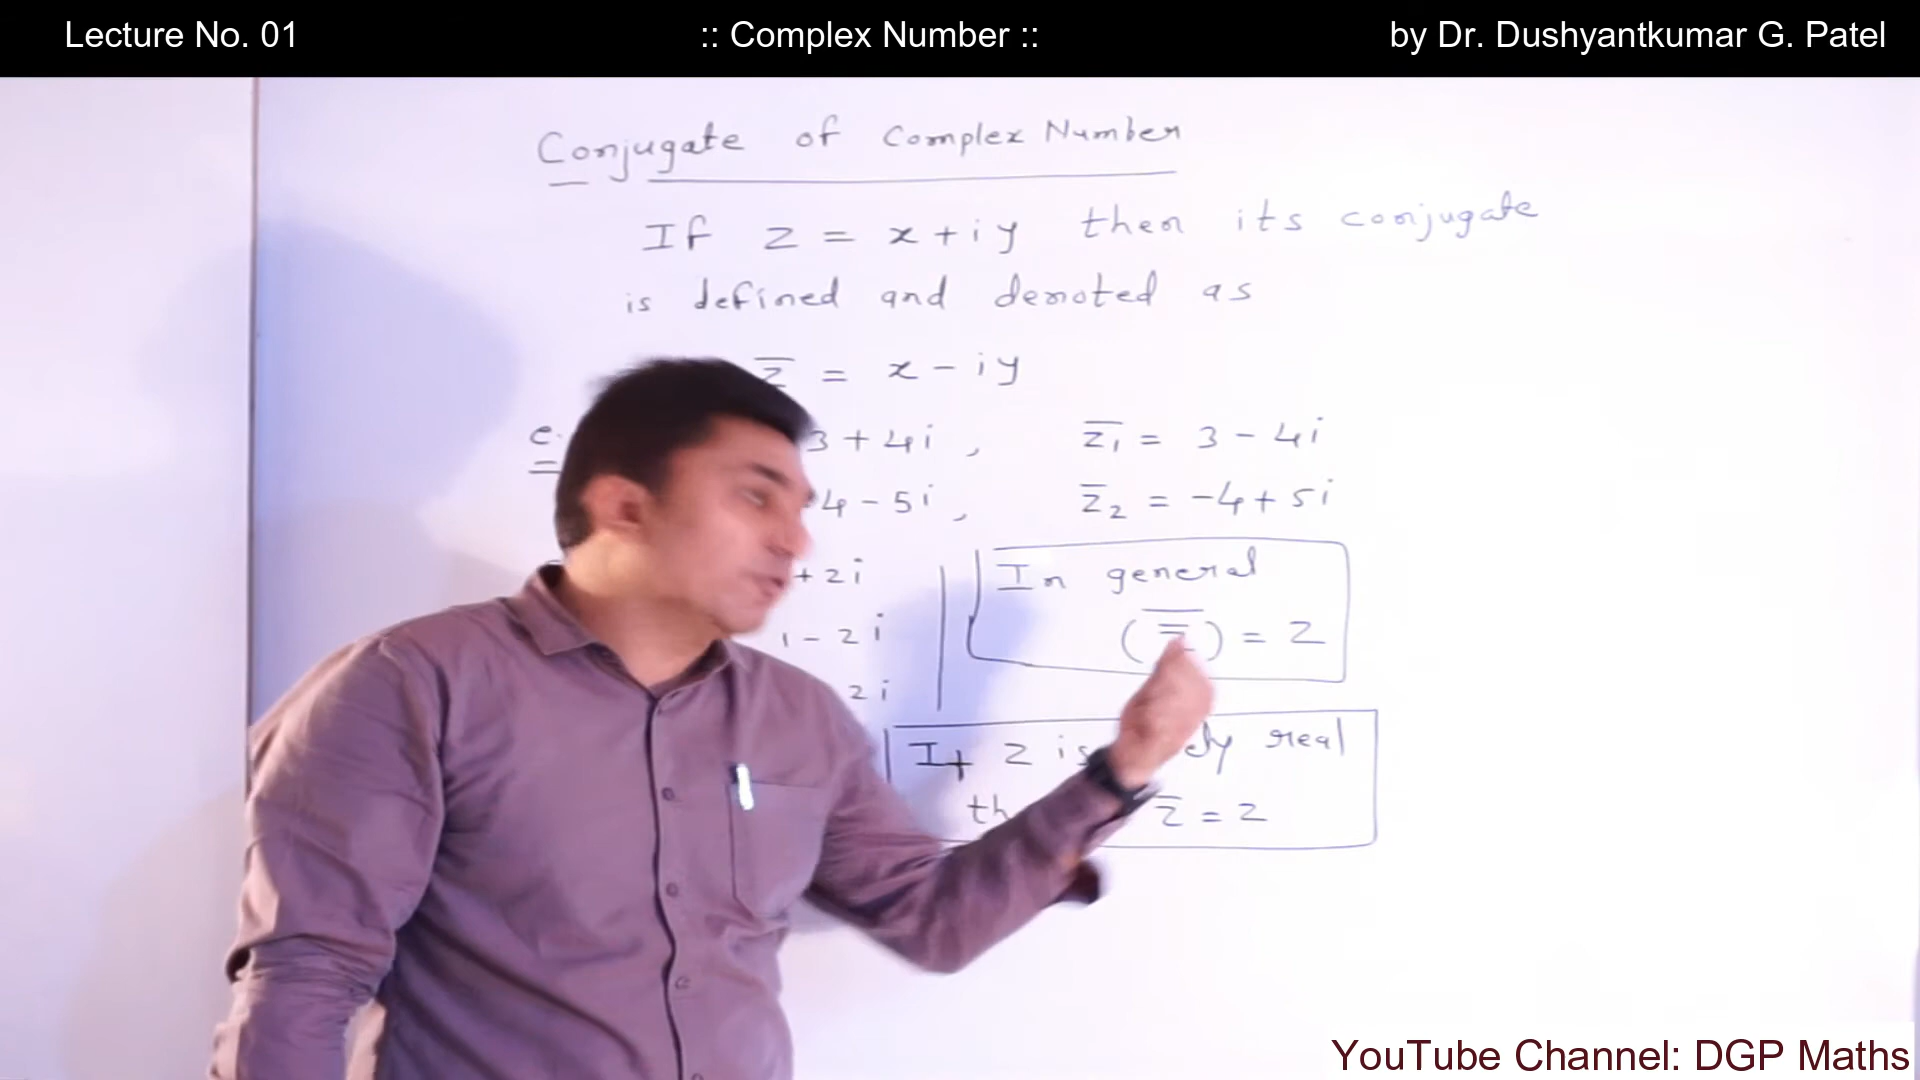 Lecture No. 01
:: Complex Number ::
by Dr. Dushyantkumar G. Patel
Conjugate of Complex Number
If z = x + iy then its conjugate
is defined and denoted as
z̅ = x - iy
3 + 4i , z̅₁ = 3 - 4i
4 - 5i , z̅₂ = -4 + 5i
+ 2i
1 - 2i
2i
In general
(z̿) = z
If z is real
z̅ = z
YouTube Channel: DGP Maths